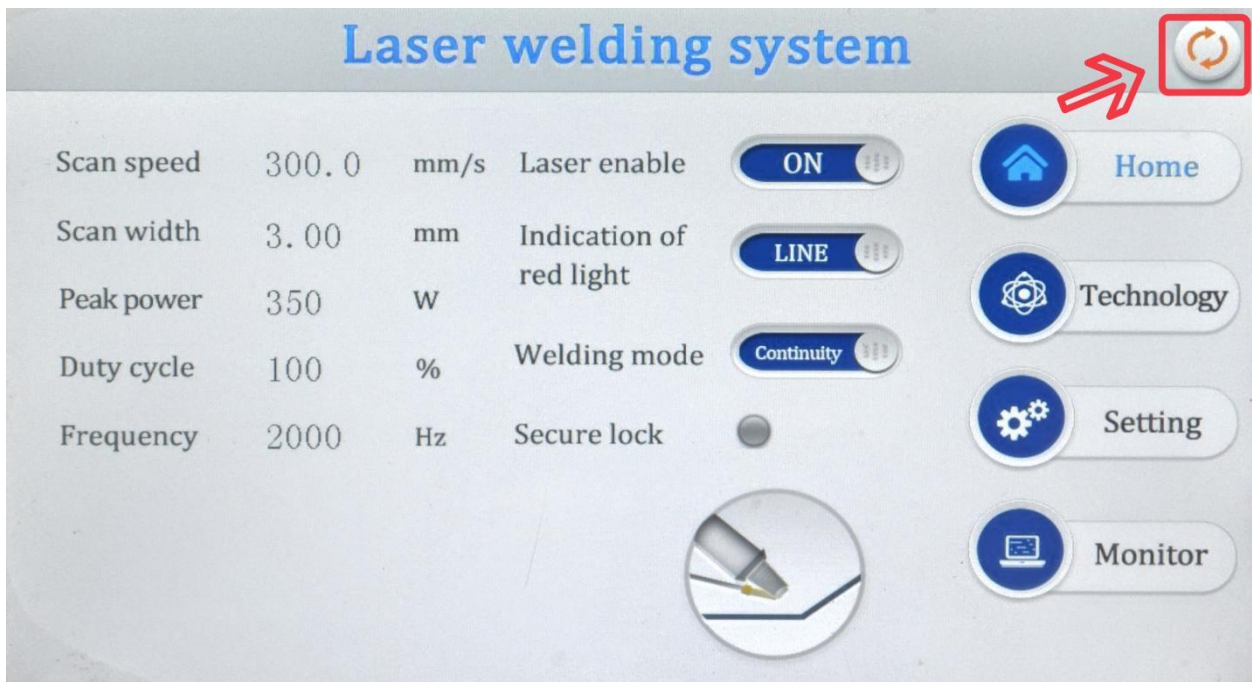 Laser welding system
Scan speed 300.0 mm/s
Scan width 3.00 mm
Peak power 350 W
Duty cycle 100 %
Frequency 2000 Hz
Laser enable ON
Indication of
red light LINE
Welding mode Continuity
Secure lock
Home
Technology
Setting
Monitor